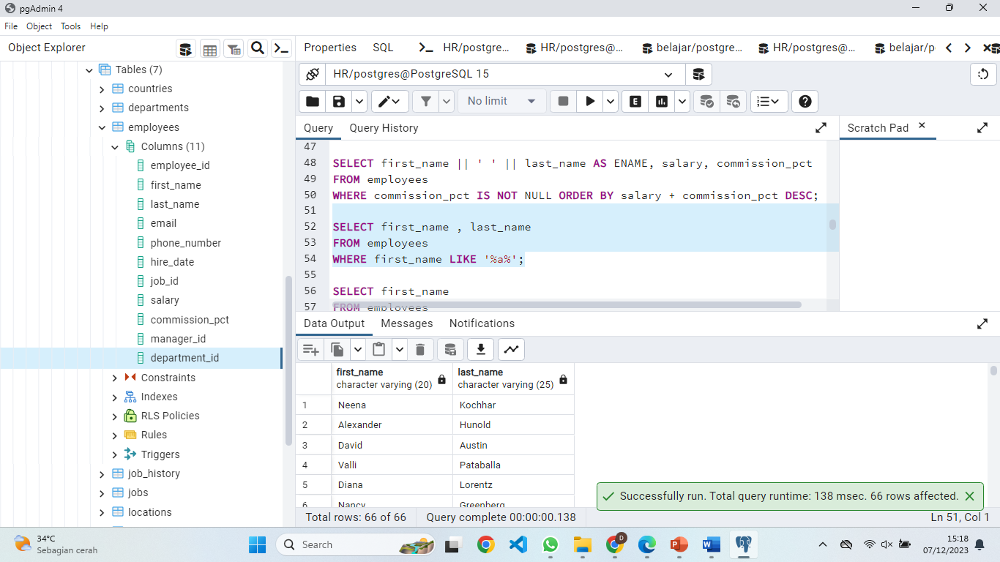 pgAdmin 4
File Object Tools Help
Object Explorer
Properties SQL HR/postgre... HR/postgres@... belajar/postgre... HR/postgres@... belajar/p
Tables (7)
countries
departments
employees
Columns (11)
employee_id
first_name
last_name
email
phone_number
hire_date
job_id
salary
commission_pct
manager_id
department_id
Constraints
Indexes
RLS Policies
Rules
Triggers
job_history
jobs
locations
HR/postgres@PostgreSQL 15
No limit
E
Query Query History
Scratch Pad
47
48 SELECT first_name || ' ' || last_name AS ENAME, salary, commission_pct
49 FROM employees
50 WHERE commission_pct IS NOT NULL ORDER BY salary + commission_pct DESC;
51
52 SELECT first_name , last_name
53 FROM employees
54 WHERE first_name LIKE '%a%';
55
56 SELECT first_name
57 FROM employees
Data Output Messages Notifications
first_name last_name
character varying (20) character varying (25)
1 Neena Kochhar
2 Alexander Hunold
3 David Austin
4 Valli Pataballa
5 Diana Lorentz
6 Nancy Greenberg
Successfully run. Total query runtime: 138 msec. 66 rows affected.
Total rows: 66 of 66 Query complete 00:00:00.138 Ln 51, Col 1
34°C
Sebagian cerah
Search
D
15:18
07/12/2023